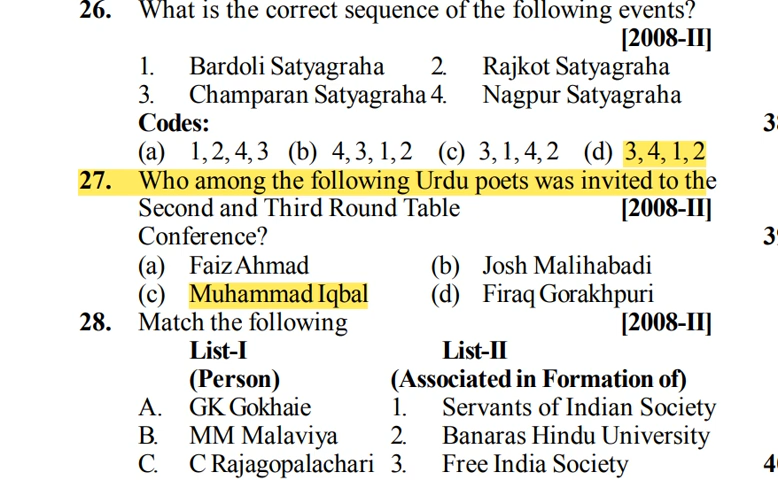 26. What is the correct sequence of the following events?
[2008-II]
1. Bardoli Satyagraha 2. Rajkot Satyagraha
3. Champaran Satyagraha 4. Nagpur Satyagraha
Codes:
(a) 1, 2, 4, 3 (b) 4, 3, 1, 2 (c) 3, 1, 4, 2 (d) 3, 4, 1, 2
27. Who among the following Urdu poets was invited to the
Second and Third Round Table [2008-II]
Conference?
(a) Faiz Ahmad (b) Josh Malihabadi
(c) Muhammad Iqbal (d) Firaq Gorakhpuri
28. Match the following [2008-II]
List-I List-II
(Person) (Associated in Formation of)
A. GK Gokhaie 1. Servants of Indian Society
B. MM Malaviya 2. Banaras Hindu University
C. C Rajagopalachari 3. Free India Society